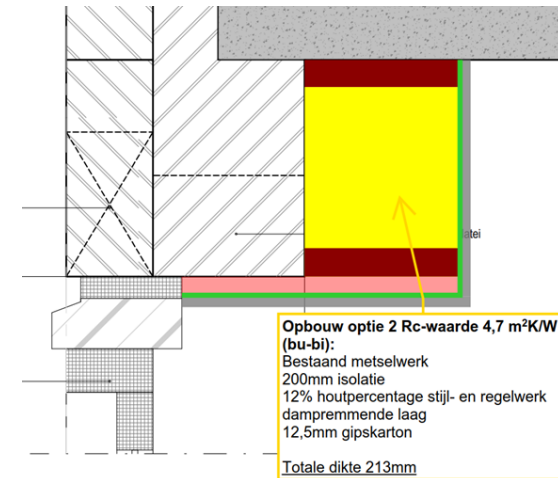 atei
Opbouw optie 2 Rc-waarde 4,7 m²K/W
(bu-bi):
Bestaand metselwerk
200mm isolatie
12% houtpercentage stijl- en regelwerk
dampremmende laag
12,5mm gipskarton
Totale dikte 213mm